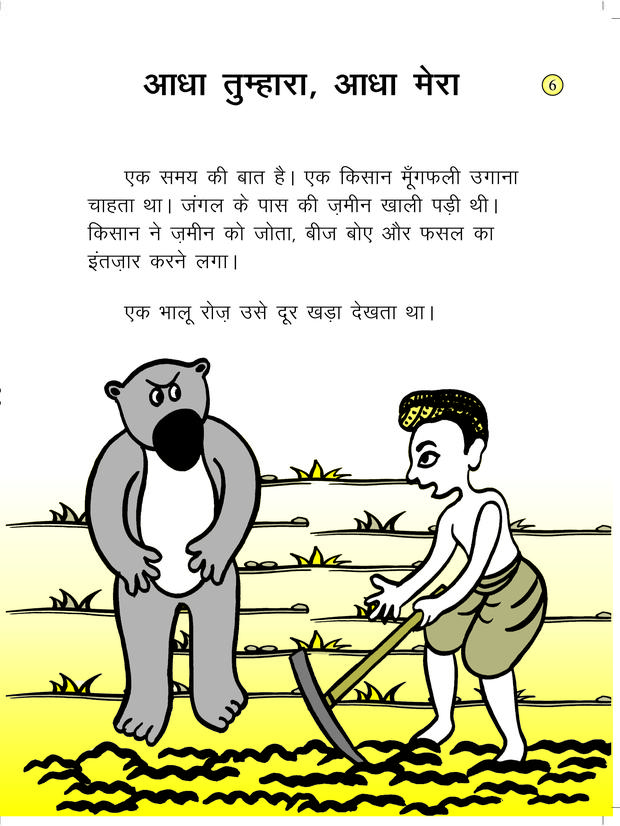 आधा तुम्हारा, आधा मेरा
6
एक समय की बात है। एक किसान मूँगफली उगाना
चाहता था। जंगल के पास की ज़मीन खाली पड़ी थी।
किसान ने ज़मीन को जोता, बीज बोए और फसल का
इंतज़ार करने लगा।
एक भालू रोज़ उसे दूर खड़ा देखता था।